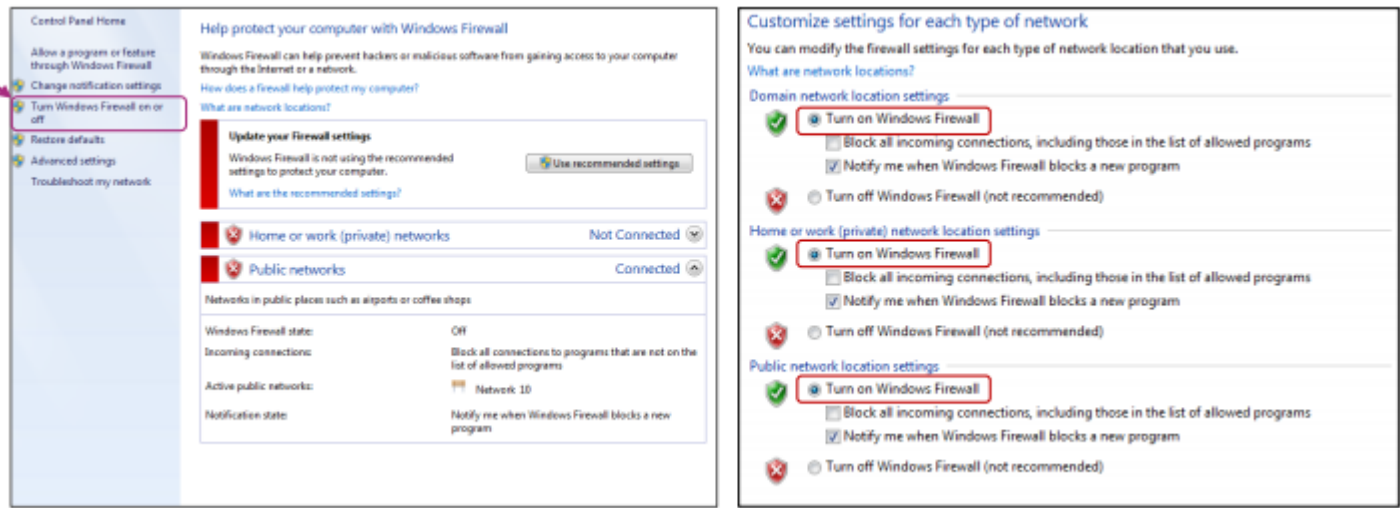 Control Panel Home
Allow a program or feature
through Windows Firewall
Change notification settings
Turn Windows Firewall on or
off
Restore defaults
Advanced settings
Troubleshoot my network
Help protect your computer with Windows Firewall
Windows Firewall can help prevent hackers or malicious software from gaining access to your computer
through the Internet or a network.
How does a firewall help protect my computer?
What are network locations?
Update your Firewall settings
Windows Firewall is not using the recommended
settings to protect your computer.
Use recommended settings
What are the recommended settings?
Home or work (private) networks Not Connected
Public networks Connected
Networks in public places such as airports or coffee shops
Windows Firewall state: Off
Incoming connections: Block all connections to programs that are not on the
list of allowed programs
Active public networks: Network 10
Notification state: Notify me when Windows Firewall blocks a new
program
Customize settings for each type of network
You can modify the firewall settings for each type of network location that you use.
What are network locations?
Domain network location settings
Turn on Windows Firewall
Block all incoming connections, including those in the list of allowed programs
Notify me when Windows Firewall blocks a new program
Turn off Windows Firewall (not recommended)
Home or work (private) network location settings
Turn on Windows Firewall
Block all incoming connections, including those in the list of allowed programs
Notify me when Windows Firewall blocks a new program
Turn off Windows Firewall (not recommended)
Public network location settings
Turn on Windows Firewall
Block all incoming connections, including those in the list of allowed programs
Notify me when Windows Firewall blocks a new program
Turn off Windows Firewall (not recommended)